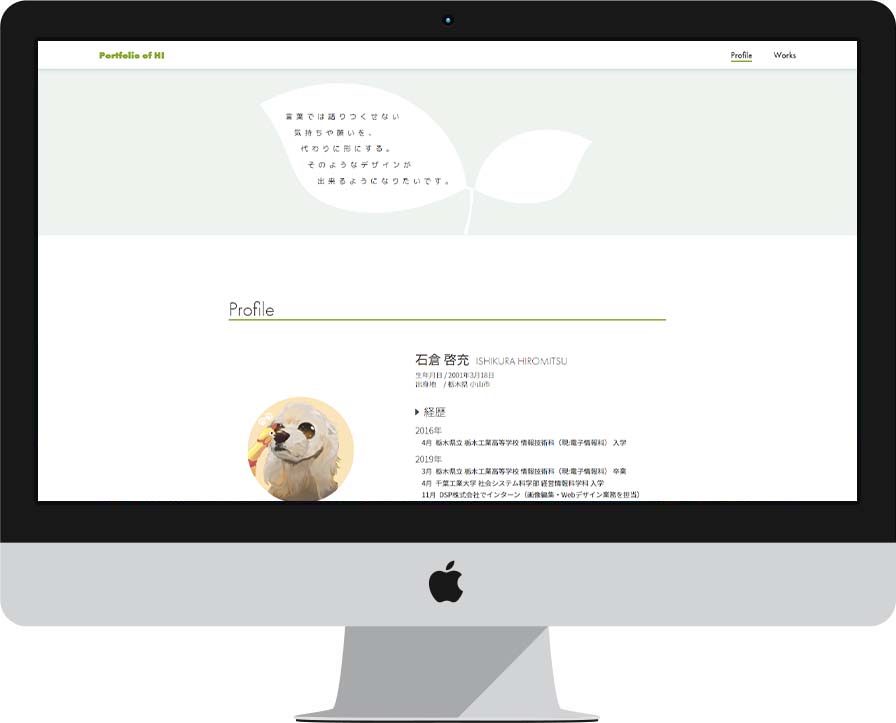 Portfolio of HI
Profile
Works
言葉では語りつくせない
気持ちや願いを、
代わりに形にする。
そのようなデザインが
出来るようになりたいです。
Profile
石倉 啓充 ISHIKURA HIROMITSU
生年月日 / 2001年3月18日
出身地 / 栃木県 小山市
経歴
2016年
4月 栃木県立 栃木工業高等学校 情報技術科（現:電子情報科） 入学
2019年
3月 栃木県立 栃木工業高等学校 情報技術科（現:電子情報科） 卒業
4月 千葉工業大学 社会システム科学部 経営情報科学科 入学
11月 DSP株式会社でインターン（画像編集・Webデザイン業務を担当）